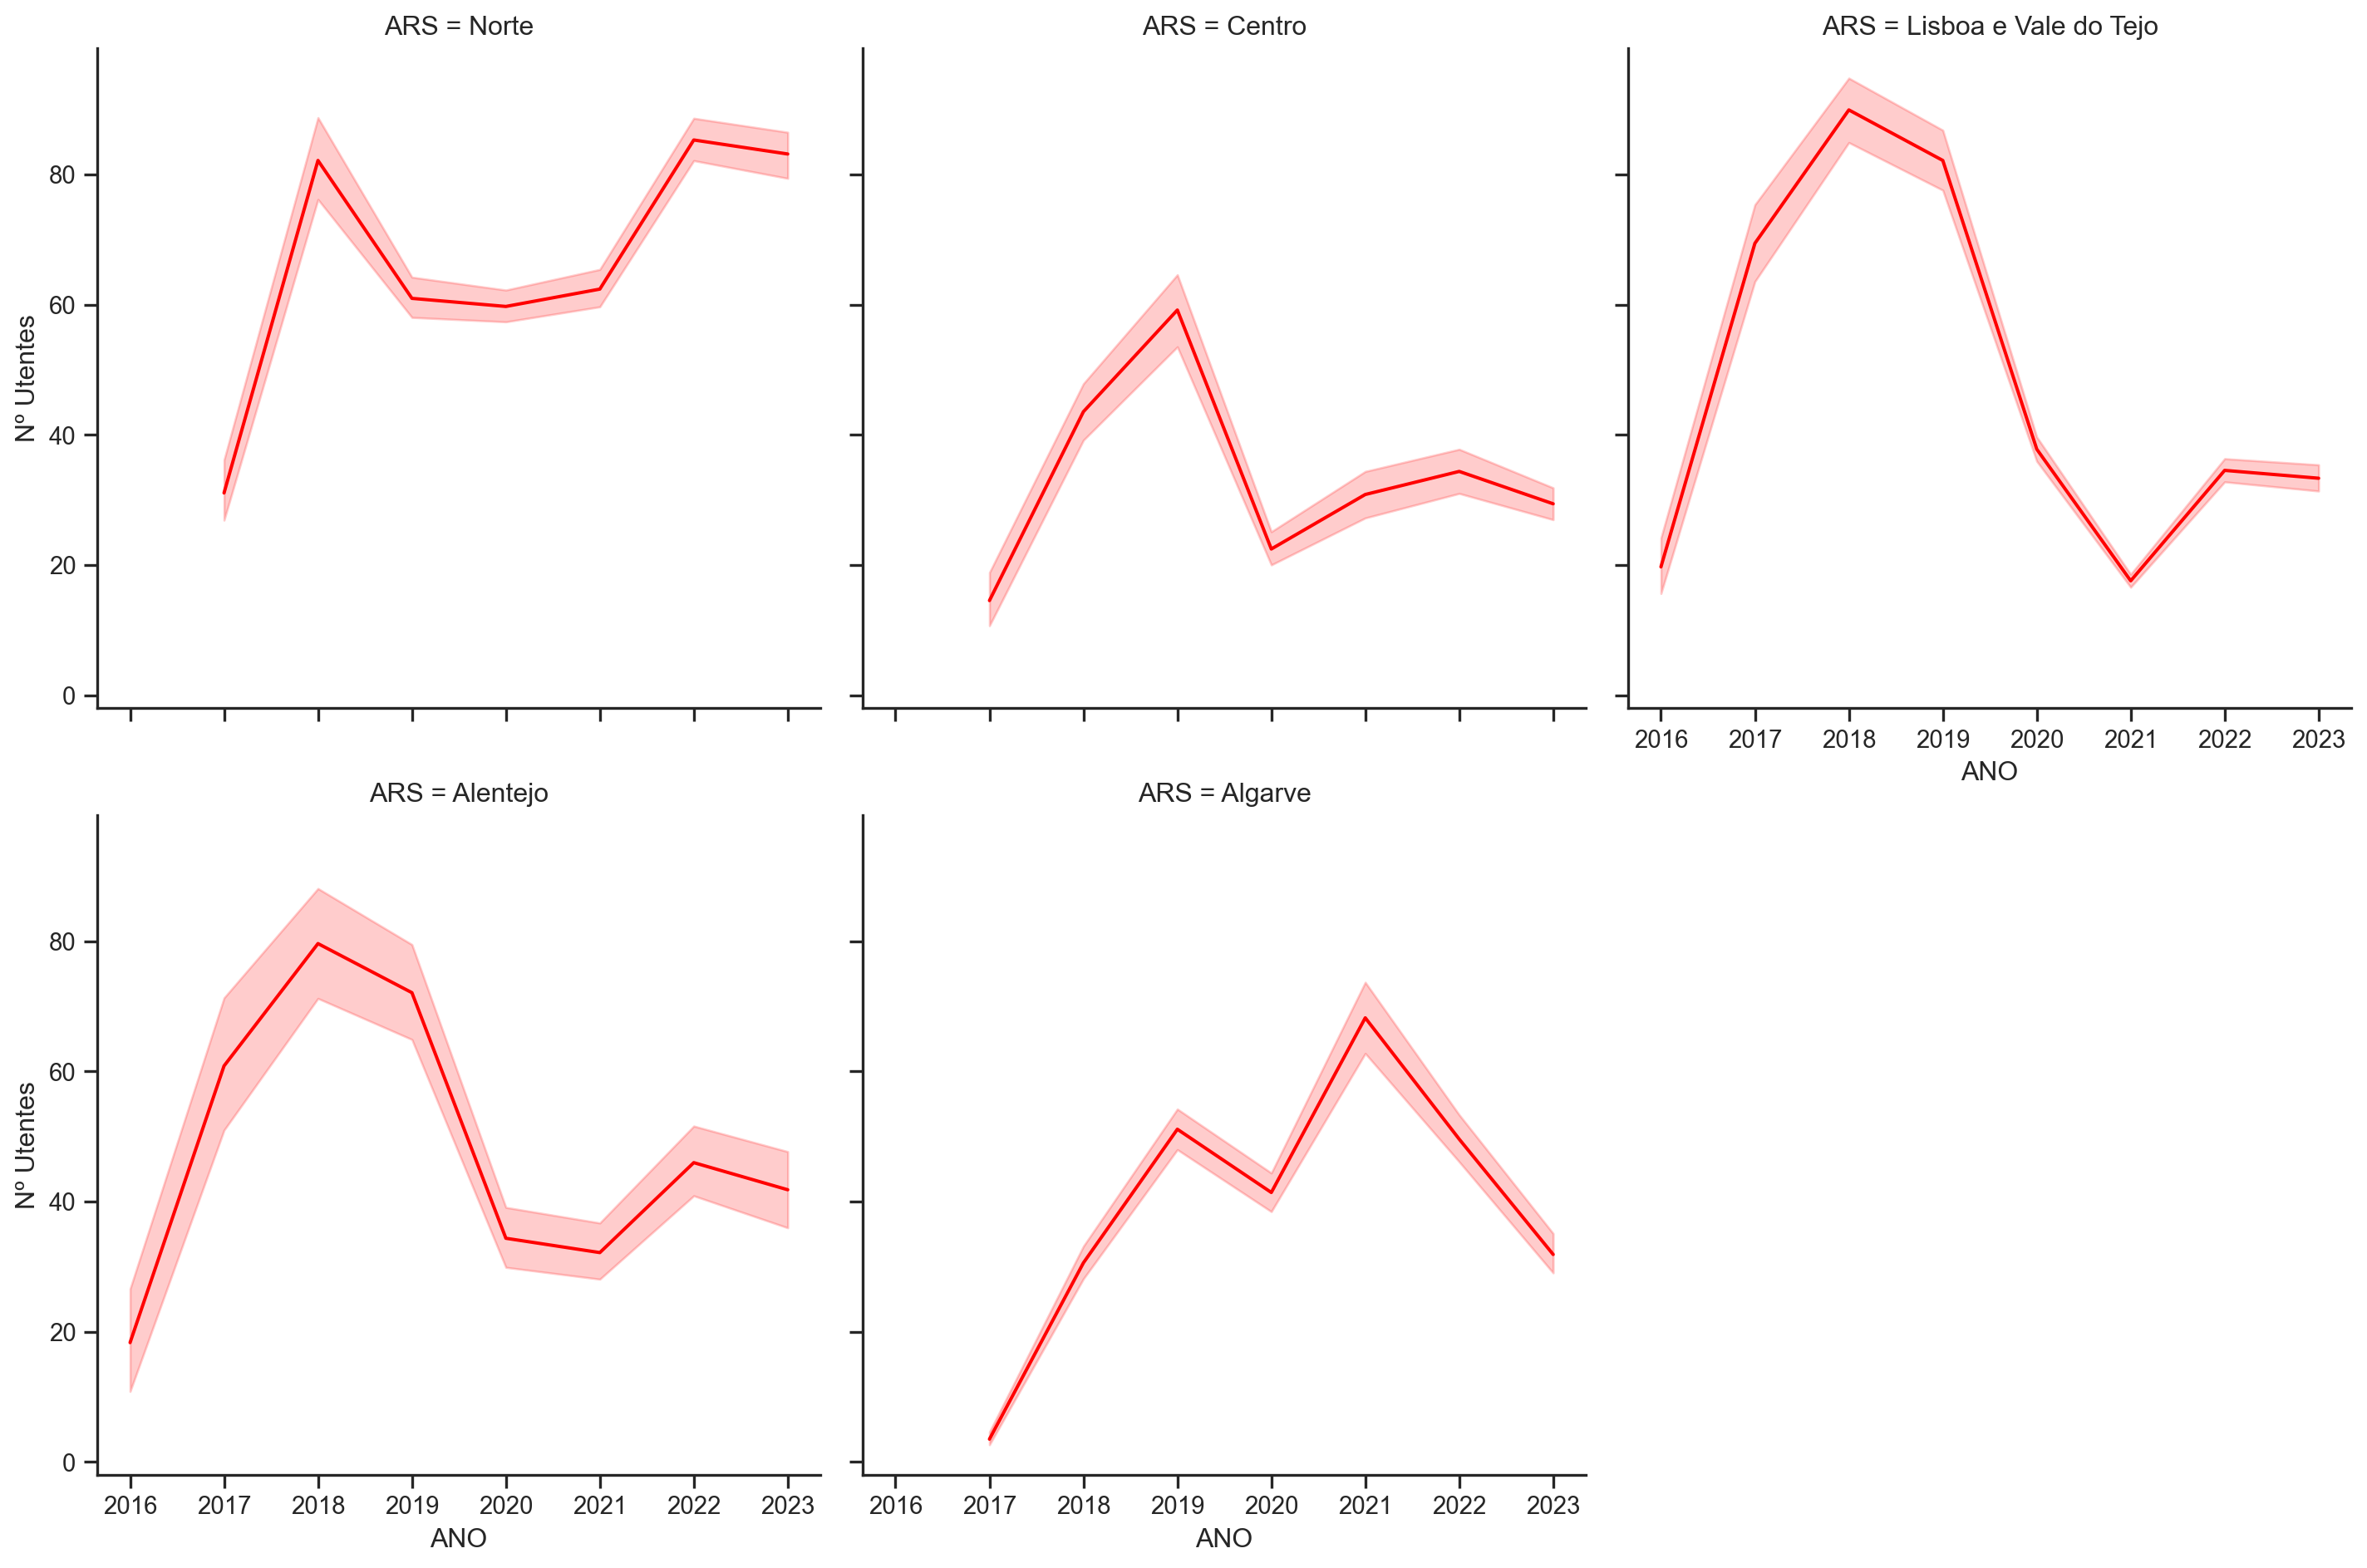 ARS = Norte
ARS = Centro
ARS = Lisboa e Vale do Tejo
Nº Utentes
80
60
40
20
0
2016 2017 2018 2019 2020 2021 2022 2023
ANO
ARS = Alentejo
ARS = Algarve
Nº Utentes
80
60
40
20
0
2016 2017 2018 2019 2020 2021 2022 2023
ANO
2016 2017 2018 2019 2020 2021 2022 2023
ANO